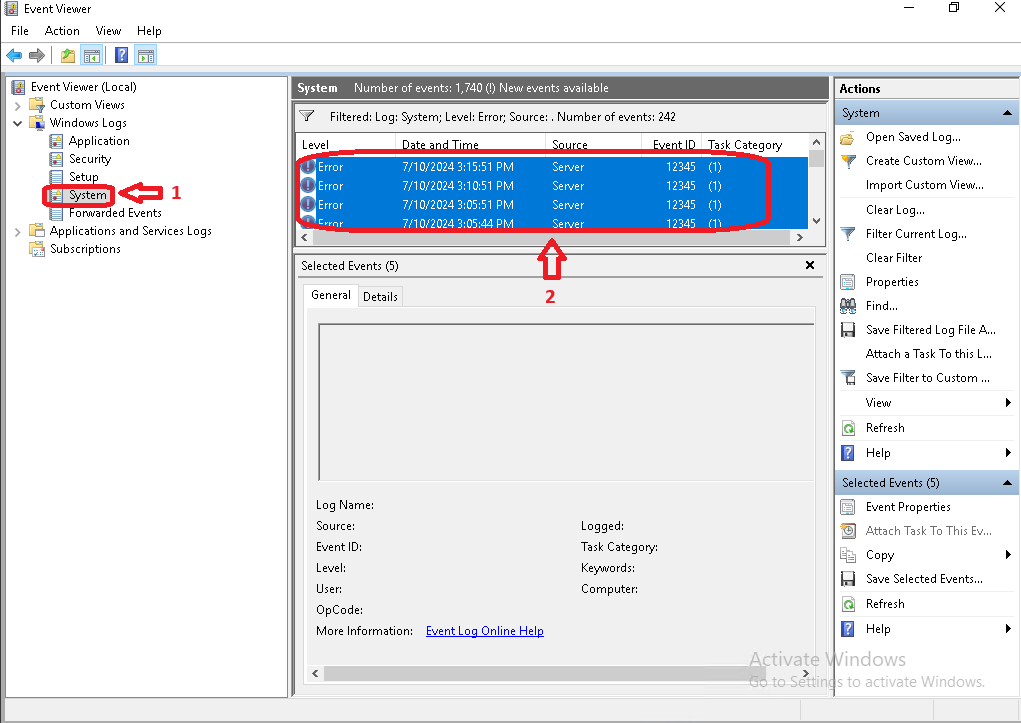 Event Viewer
File Action View Help
Event Viewer (Local)
Custom Views
Windows Logs
Application
Security
Setup
System
1
Forwarded Events
Applications and Services Logs
Subscriptions
System Number of events: 1,740 (!) New events available
Filtered: Log: System; Level: Error; Source: . Number of events: 242
Level Date and Time Source Event ID Task Category
Error 7/10/2024 3:15:51 PM Server 12345 (1)
Error 7/10/2024 3:10:51 PM Server 12345 (1)
Error 7/10/2024 3:05:51 PM Server 12345 (1)
Error 7/10/2024 3:05:44 PM Server 12345 (1)
2
Selected Events (5)
General Details
Log Name:
Source: Logged:
Event ID: Task Category:
Level: Keywords:
User: Computer:
OpCode:
More Information: Event Log Online Help
Actions
System
Open Saved Log...
Create Custom View...
Import Custom View...
Clear Log...
Filter Current Log...
Clear Filter
Properties
Find...
Save Filtered Log File A...
Attach a Task To this L...
Save Filter to Custom ...
View
Refresh
Help
Selected Events (5)
Event Properties
Attach Task To This Ev...
Copy
Save Selected Events...
Refresh
Help
Activate Windows
Go to Settings to activate Windows.